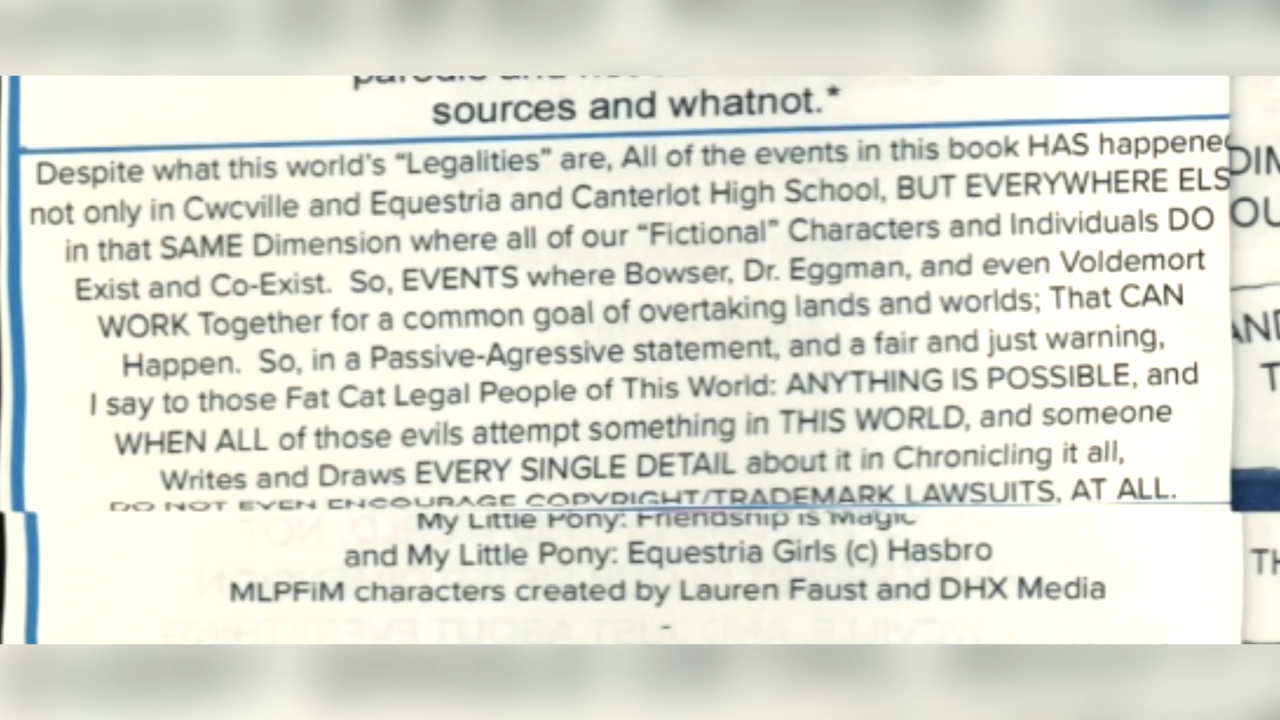 sources and whatnot.*
Despite what this world's “Legalities” are, All of the events in this book HAS happened
not only in Cwcville and Equestria and Canterlot High School, BUT EVERYWHERE ELS
in that SAME Dimension where all of our “Fictional” Characters and Individuals DO
Exist and Co-Exist. So, EVENTS where Bowser, Dr. Eggman, and even Voldemort
WORK Together for a common goal of overtaking lands and worlds; That CAN
Happen. So, in a Passive-Agressive statement, and a fair and just warning,
I say to those Fat Cat Legal People of This World: ANYTHING IS POSSIBLE, and
WHEN ALL of those evils attempt something in THIS WORLD, and someone
Writes and Draws EVERY SINGLE DETAIL about it in Chronicling it all,
DO NOT EVEN ENCOURAGE COPYRIGHT/TRADEMARK LAWSUITS, AT ALL.
My Little Pony: Friendship is Magic
and My Little Pony: Equestria Girls (c) Hasbro
MLPFiM characters created by Lauren Faust and DHX Media
-